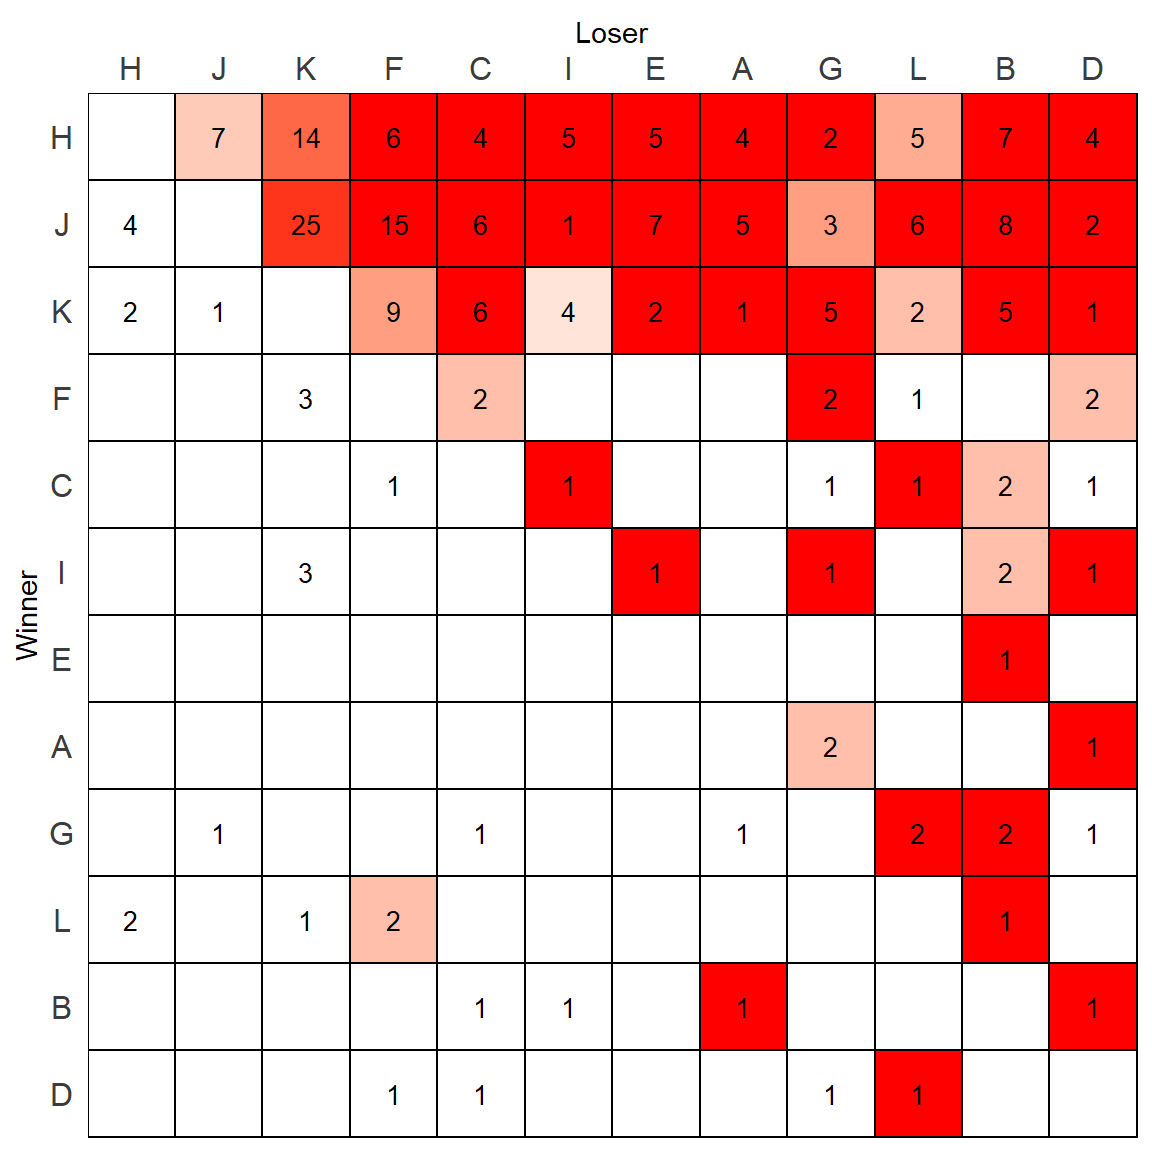 Loser
H J K F C I E A G L B D
H 7 14 6 4 5 5 4 2 5 7 4
J 4 25 15 6 1 7 5 3 6 8 2
K 2 1 9 6 4 2 1 5 2 5 1
F 3 2 2 1 2
C 1 1 1 1 2 1
Winner
I 3 1 1 2 1
E 1
A 2 1
G 1 1 1 2 2 1
L 2 1 2 1
B 1 1 1 1
D 1 1 1 1